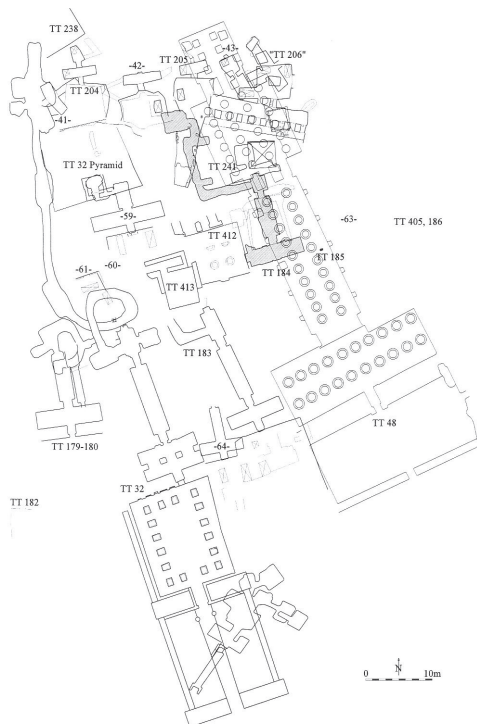 TT 238
-42-
TT 205
-43-
"TT 206"
TT 204
-41-
TT 32 Pyramid
TT 241
-59-
-63-
TT 405, 186
TT 412
-60-
-61-
TT 184
TT 185
TT 413
TT 183
TT 48
TT 179-180
-64-
TT 32
TT 182
N
0 10m